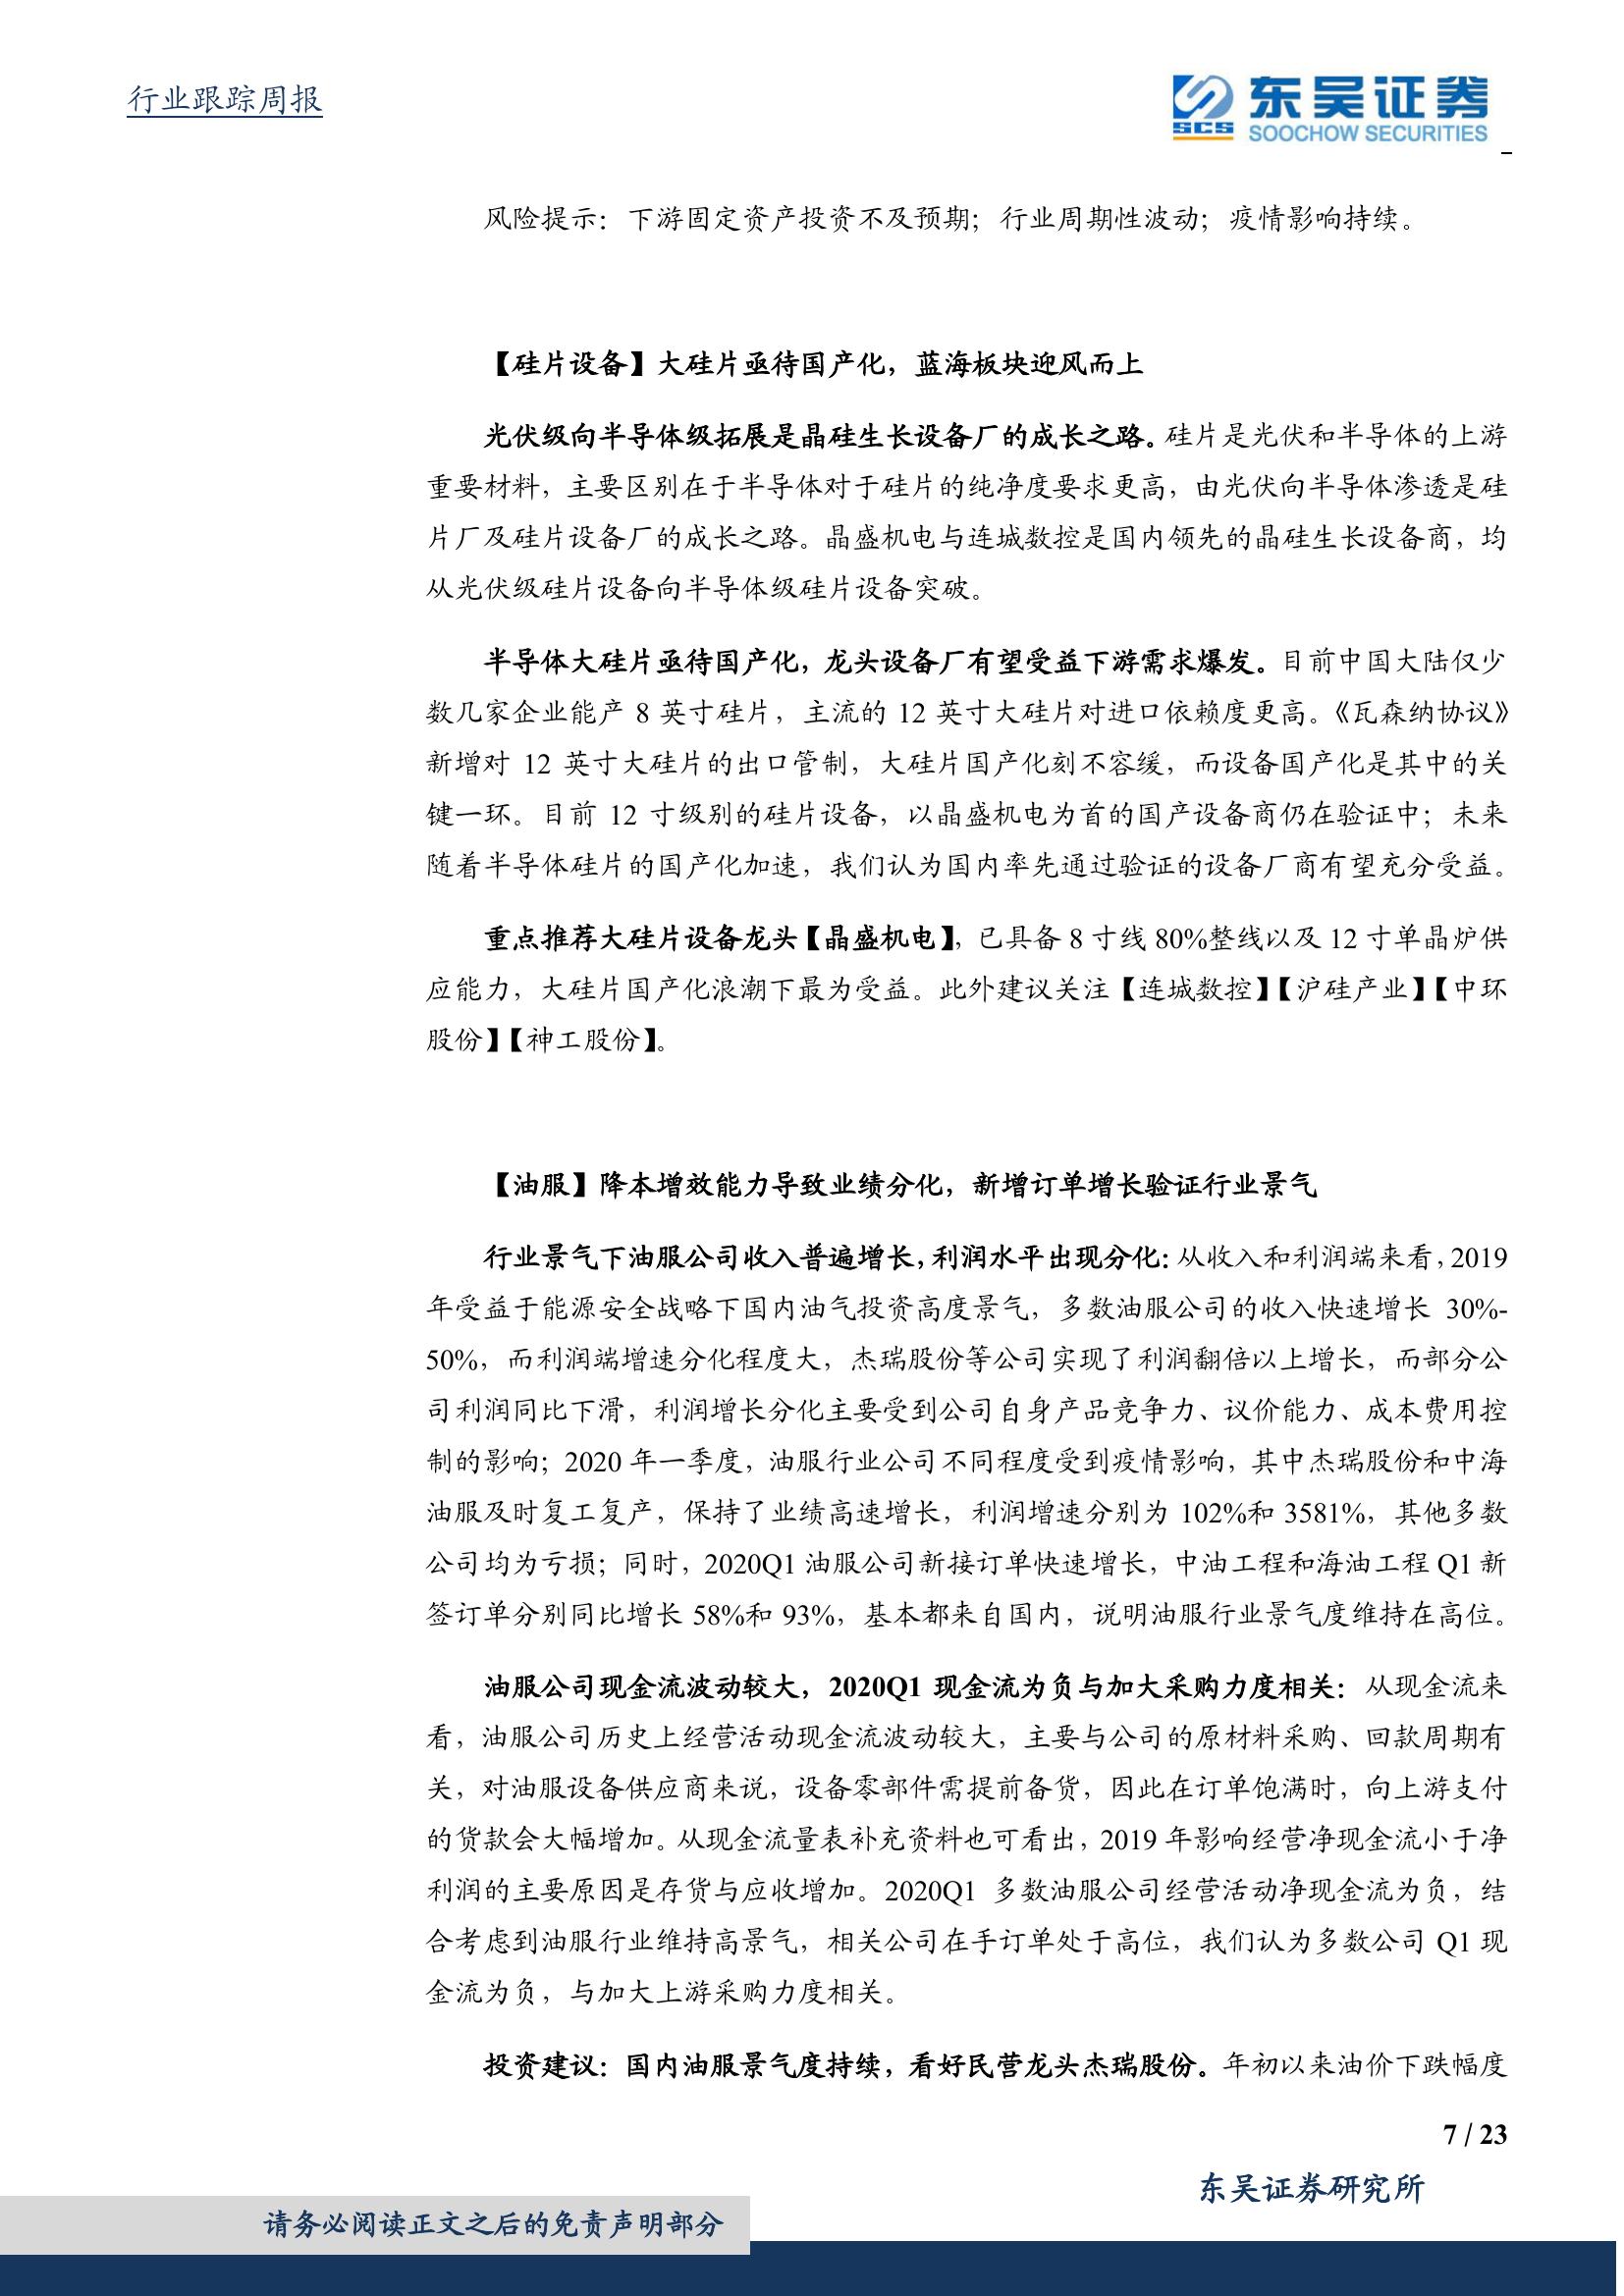 行业跟踪周报
SCS
东吴证券
SOOCHOW SECURITIES
风险提示：下游固定资产投资不及预期；行业周期性波动；疫情影响持续。
【硅片设备】大硅片亟待国产化，蓝海板块迎风而上
光伏级向半导体级拓展是晶硅生长设备厂的成长之路。硅片是光伏和半导体的上游
重要材料，主要区别在于半导体对于硅片的纯净度要求更高，由光伏向半导体渗透是硅
片厂及硅片设备厂的成长之路。晶盛机电与连城数控是国内领先的晶硅生长设备商，均
从光伏级硅片设备向半导体级硅片设备突破。
半导体大硅片亟待国产化，龙头设备厂有望受益下游需求爆发。目前中国大陆仅少
数几家企业能产 8 英寸硅片，主流的 12 英寸大硅片对进口依赖度更高。《瓦森纳协议》
新增对 12 英寸大硅片的出口管制，大硅片国产化刻不容缓，而设备国产化是其中的关
键一环。目前 12 寸级别的硅片设备，以晶盛机电为首的国产设备商仍在验证中；未来
随着半导体硅片的国产化加速，我们认为国内率先通过验证的设备厂商有望充分受益。
重点推荐大硅片设备龙头【晶盛机电】，已具备 8 寸线 80%整线以及 12 寸单晶炉供
应能力，大硅片国产化浪潮下最为受益。此外建议关注【连城数控】【沪硅产业】【中环
股份】【神工股份】。
【油服】降本增效能力导致业绩分化，新增订单增长验证行业景气
行业景气下油服公司收入普遍增长，利润水平出现分化：从收入和利润端来看，2019
年受益于能源安全战略下国内油气投资高度景气，多数油服公司的收入快速增长 30%-
50%，而利润端增速分化程度大，杰瑞股份等公司实现了利润翻倍以上增长，而部分公
司利润同比下滑，利润增长分化主要受到公司自身产品竞争力、议价能力、成本费用控
制的影响；2020 年一季度，油服行业公司不同程度受到疫情影响，其中杰瑞股份和中海
油服及时复工复产，保持了业绩高速增长，利润增速分别为 102%和 3581%，其他多数
公司均为亏损；同时，2020Q1 油服公司新接订单快速增长，中油工程和海油工程 Q1 新
签订单分别同比增长 58%和 93%，基本都来自国内，说明油服行业景气度维持在高位。
油服公司现金流波动较大，2020Q1 现金流为负与加大采购力度相关：从现金流来
看，油服公司历史上经营活动现金流波动较大，主要与公司的原材料采购、回款周期有
关，对油服设备供应商来说，设备零部件需提前备货，因此在订单饱满时，向上游支付
的货款会大幅增加。从现金流量表补充资料也可看出，2019 年影响经营净现金流小于净
利润的主要原因是存货与应收增加。2020Q1 多数油服公司经营活动净现金流为负，结
合考虑到油服行业维持高景气，相关公司在手订单处于高位，我们认为多数公司 Q1 现
金流为负，与加大上游采购力度相关。
投资建议：国内油服景气度持续，看好民营龙头杰瑞股份。年初以来油价下跌幅度
7 / 23
东吴证券研究所
请务必阅读正文之后的免责声明部分